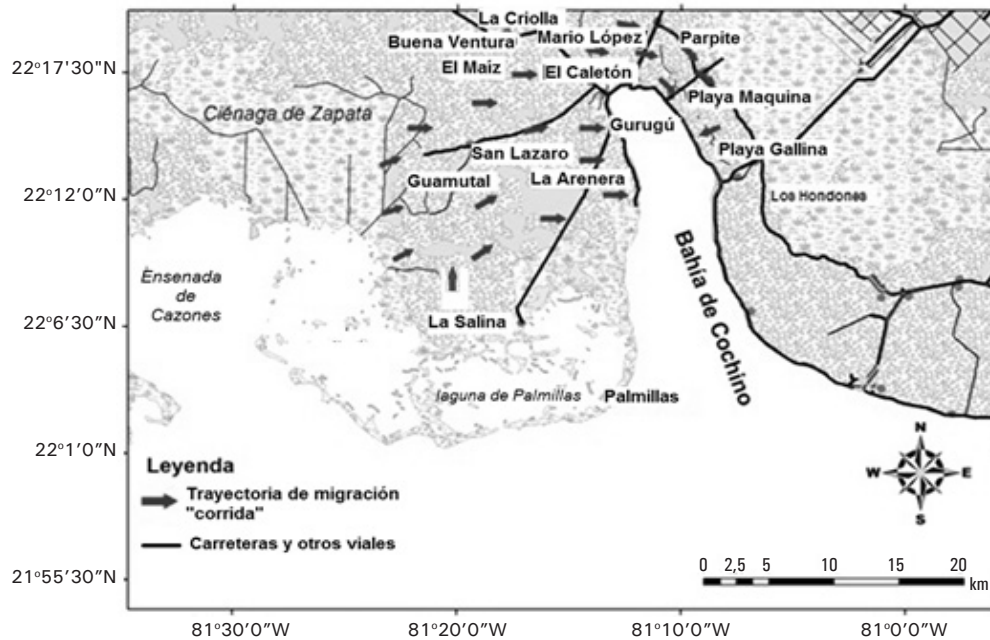 La Criolla
Buena Ventura
Mario López
Parpite
22°17'30"N
El Maiz
El Caletón
Playa Maquina
Ciénaga de Zapata
Gurugú
San Lazaro
Playa Gallina
Guamutal
La Arenera
22°12'0"N
Los Hondones
Ensenada
de
Cazones
Bahía de Cochino
22°6'30"N
La Salina
laguna de Palmillas
Palmillas
22°1'0"N
Leyenda
Trayectoria de migración
"corrida"
Carreteras y otros viales
N
W
E
S
0 2,5 5 10 15 20
km
21°55'30"N
81°30'0"W 81°20'0"W 81°10'0"W 81°0'0"W